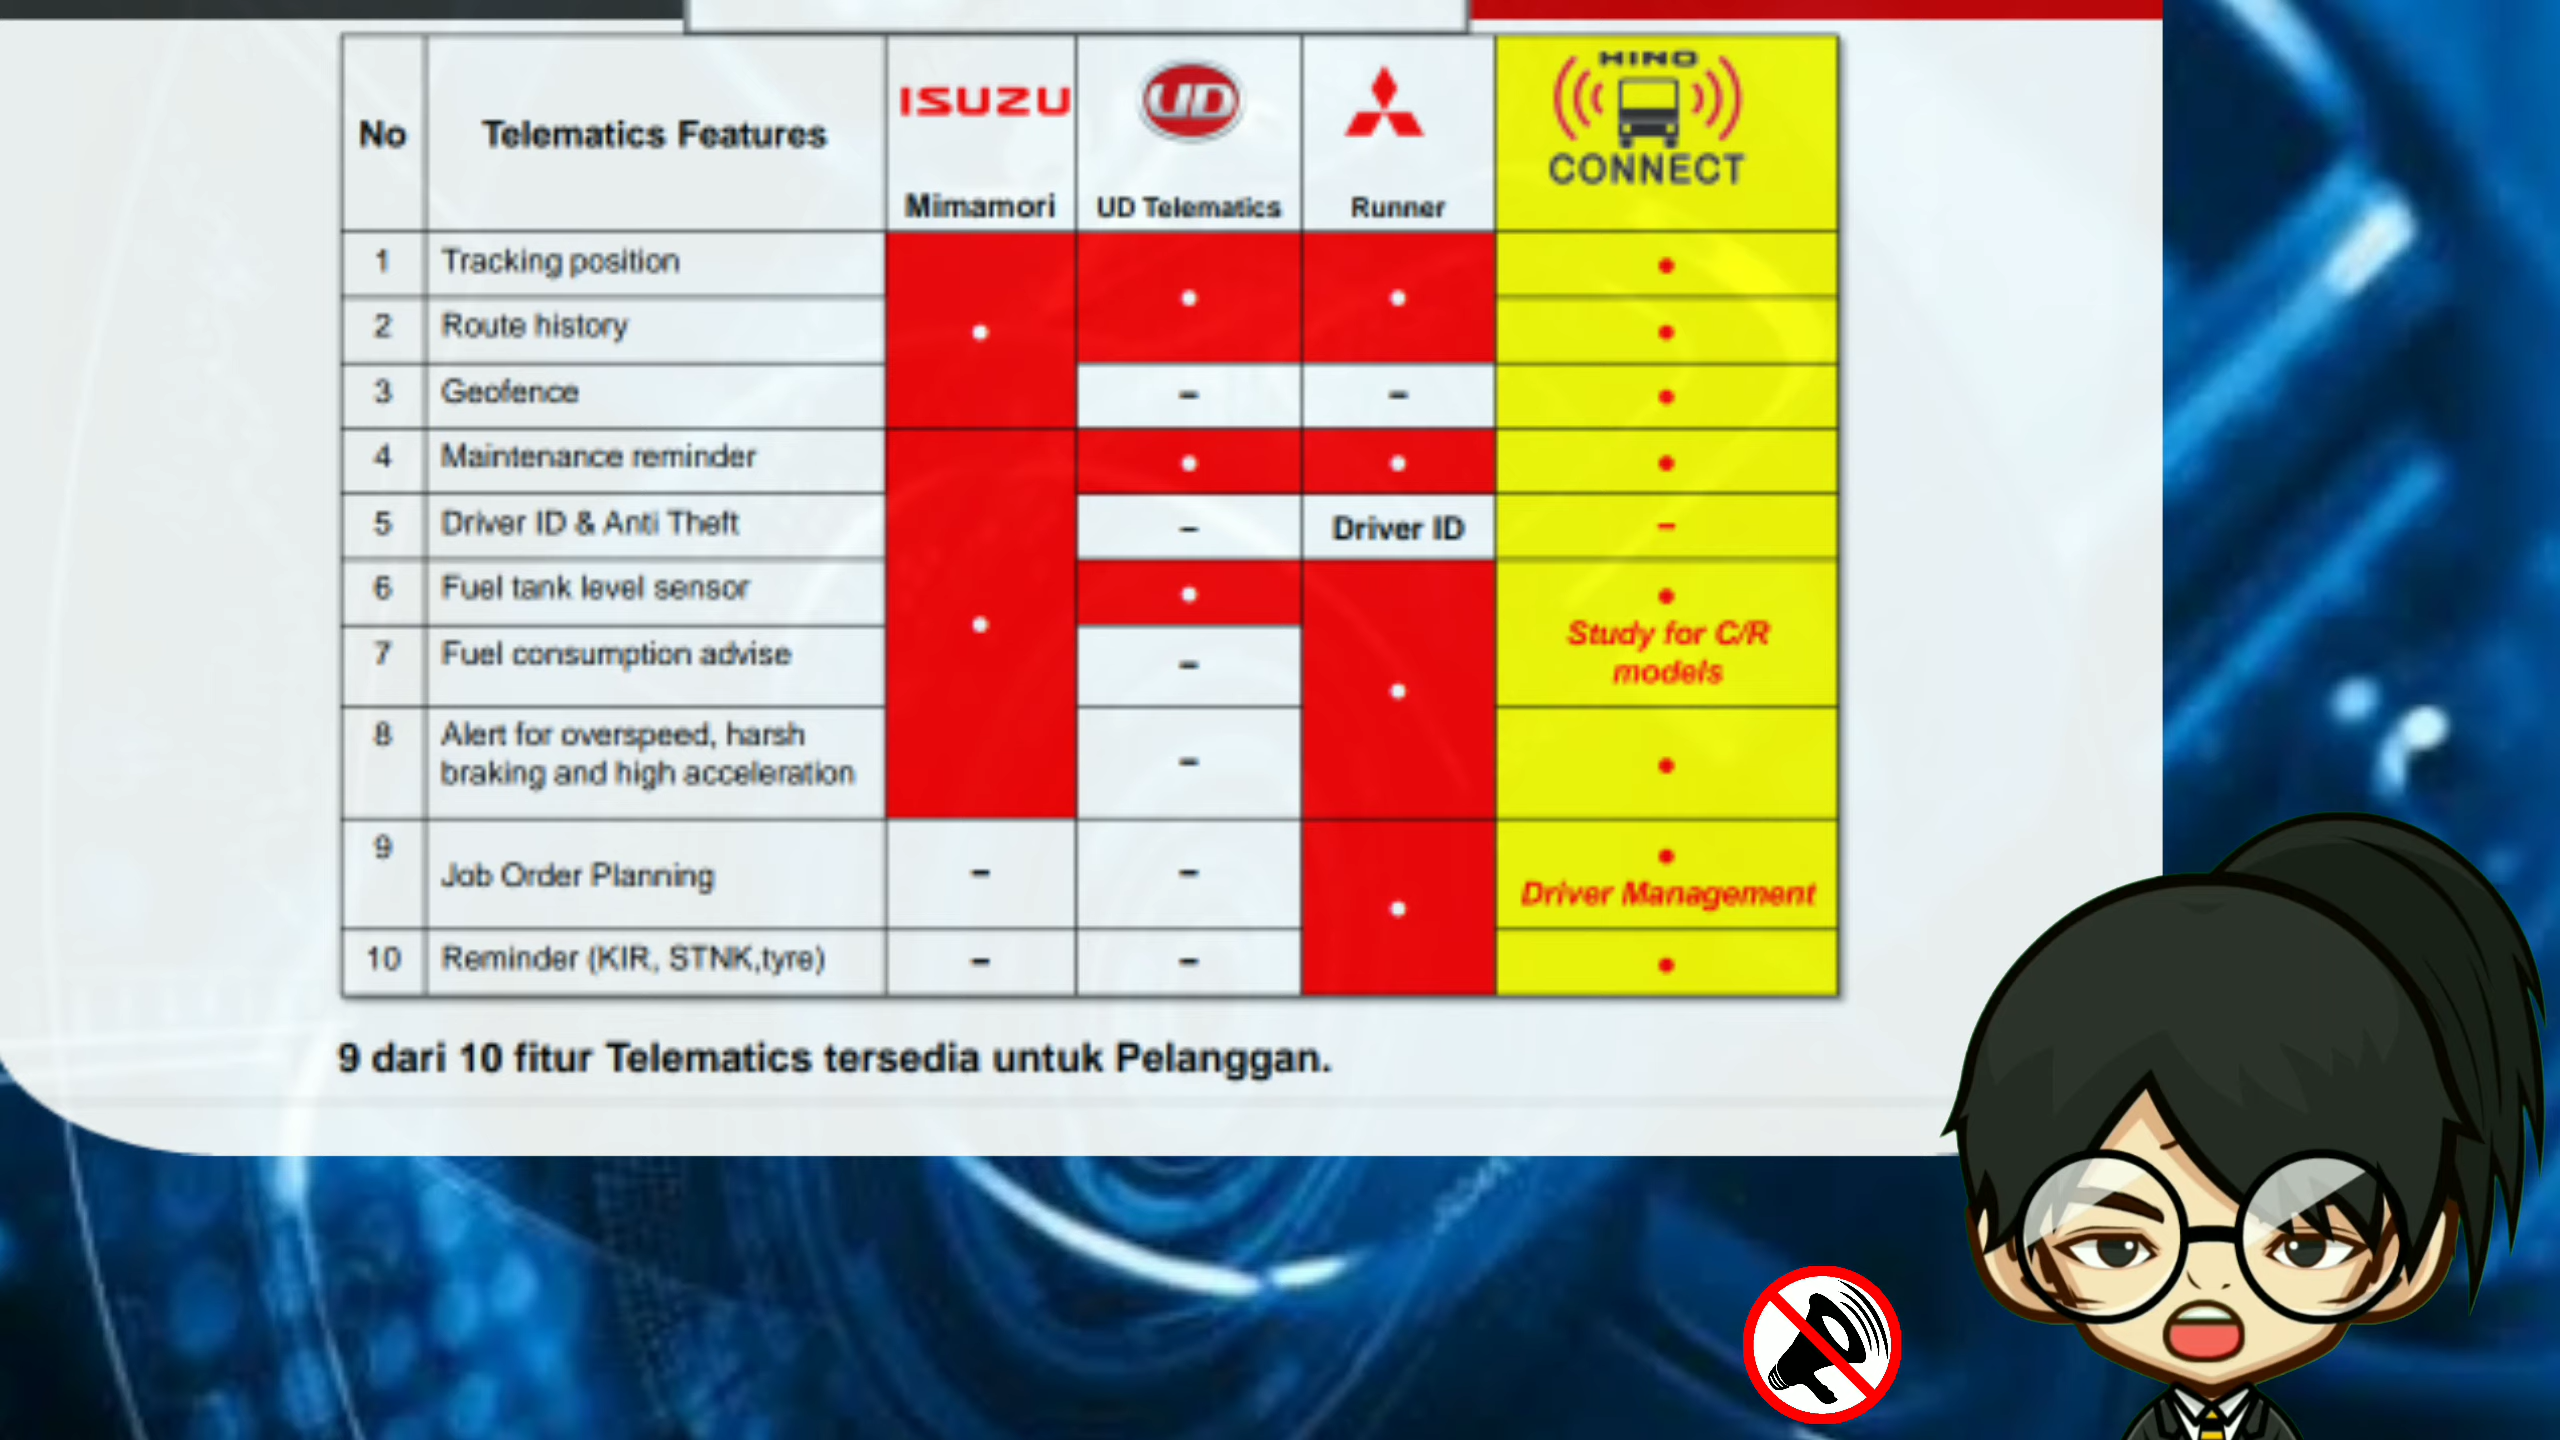 No Telematics Features ISUZU Mimamori UD UD Telematics Runner HINO CONNECT
1 Tracking position • • • •
2 Route history •
3 Geofence – – •
4 Maintenance reminder • • • •
5 Driver ID & Anti Theft – Driver ID –
6 Fuel tank level sensor • • •
7 Fuel consumption advise – Study for C/R
models
8 Alert for overspeed, harsh – •
braking and high acceleration
9 Job Order Planning – – • •
Driver Management
10 Reminder (KIR, STNK,tyre) – – •
9 dari 10 fitur Telematics tersedia untuk Pelanggan.